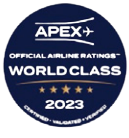 APEX
OFFICIAL AIRLINE RATINGS™
WORLD CLASS
2023
CERTIFIED • VALIDATED • VERIFIED